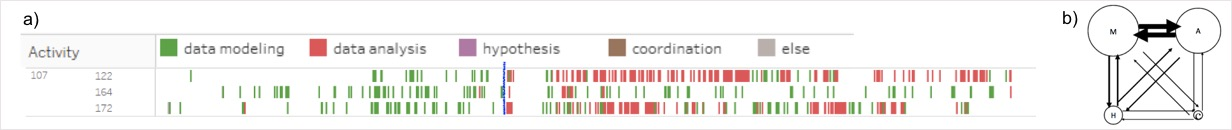 a)
Activity
data modeling
data analysis
hypothesis
coordination
else
107
122
164
172
b)
M
A
H
C